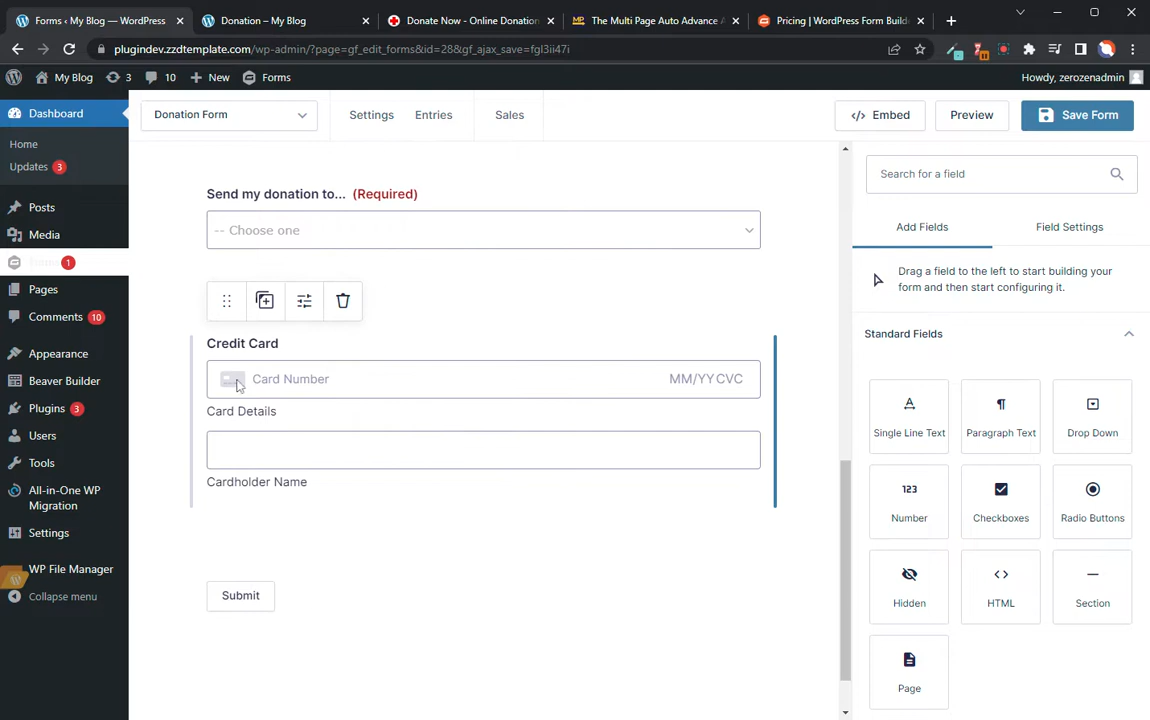 Forms ‹ My Blog — WordPress
Donation – My Blog
Donate Now - Online Donation
The Multi Page Auto Advance
Pricing | WordPress Form Build
plugindev.zzdtemplate.com/wp-admin/?page=gf_edit_forms&id=28&gf_ajax_save=fgl3ii47i
My Blog
3
10
New
Forms
Howdy, zerozenadmin
Dashboard
Home
Updates 3
Posts
Media
1
Pages
Comments 10
Appearance
Beaver Builder
Plugins 3
Users
Tools
All-in-One WP
Migration
Settings
WP File Manager
Collapse menu
Donation Form
Settings
Entries
Sales
</> Embed
Preview
Save Form
Send my donation to... (Required)
-- Choose one
Credit Card
Card Number
MM/YY CVC
Card Details
Cardholder Name
Submit
Search for a field
Add Fields
Field Settings
Drag a field to the left to start building your
form and then start configuring it.
Standard Fields
Single Line Text
Paragraph Text
Drop Down
123
Number
Checkboxes
Radio Buttons
Hidden
HTML
Section
Page